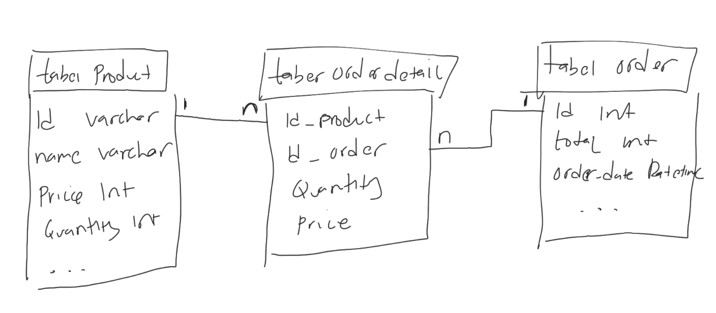 tabel Product
Id varchar
name varchar
Price Int
Quantity Int
...
1 n
taber Order detail
Id_product
Id_order
Quantity
Price
n 1
tabel order
Id Int
total int
order-date Datetime
...